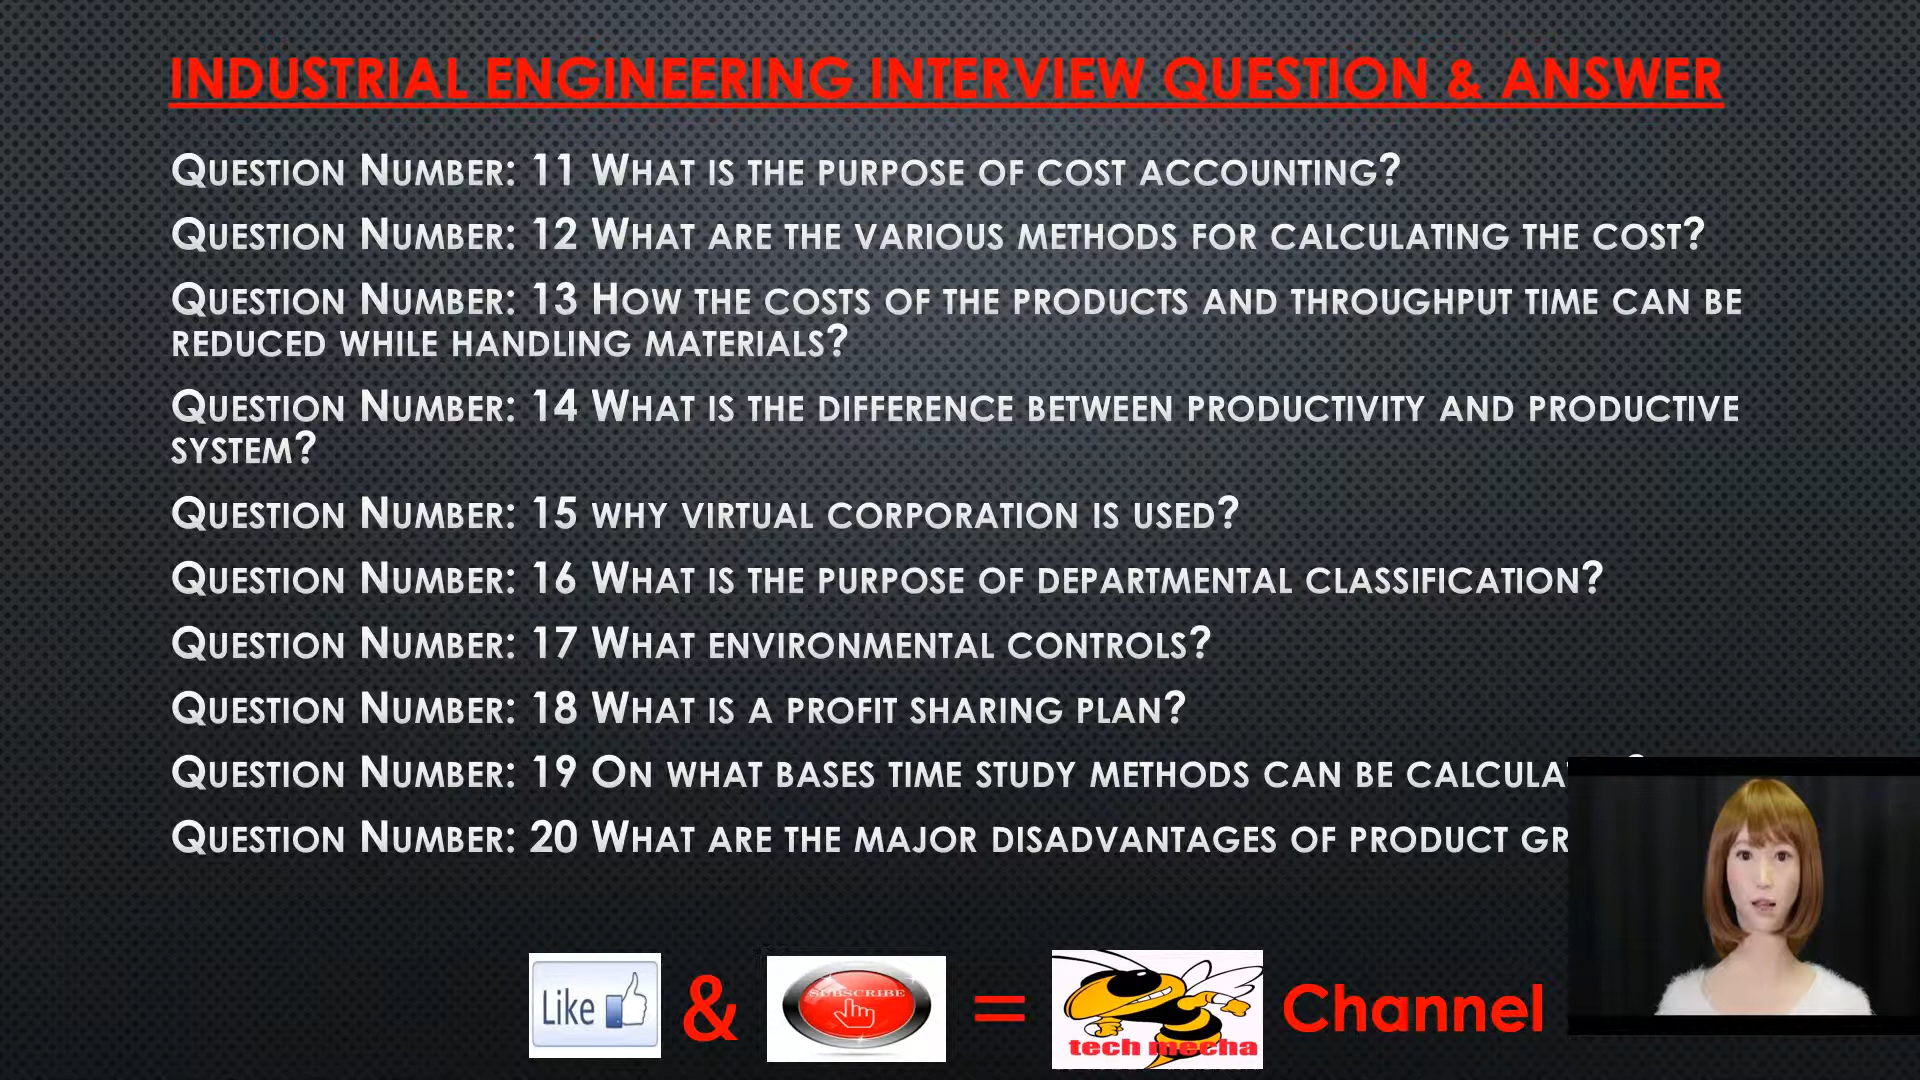 INDUSTRIAL ENGINEERING INTERVIEW QUESTION & ANSWER
Question Number: 11 What is the purpose of cost accounting?
Question Number: 12 What are the various methods for calculating the cost?
Question Number: 13 How the costs of the products and throughput time can be
reduced while handling materials?
Question Number: 14 What is the difference between productivity and productive
system?
Question Number: 15 why virtual corporation is used?
Question Number: 16 What is the purpose of departmental classification?
Question Number: 17 What environmental controls?
Question Number: 18 What is a profit sharing plan?
Question Number: 19 On what bases time study methods can be
Question Number: 20 What are the major disadvantages of product
Like & SUBSCRIBE = tech mecha Channel